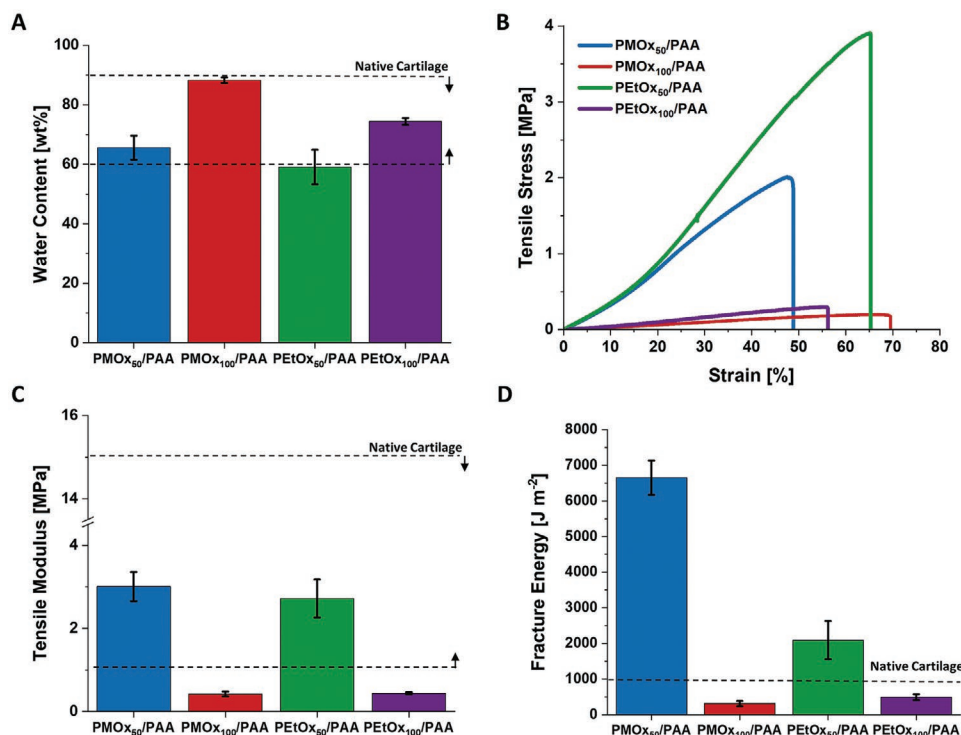 A
Water Content [wt%]
100
80
60
40
20
0
Native Cartilage
PMOx₅₀/PAA PMOx₁₀₀/PAA PEtOx₅₀/PAA PEtOx₁₀₀/PAA
B
Tensile Stress [MPa]
4
3
2
1
0
PMOx₅₀/PAA
PMOx₁₀₀/PAA
PEtOx₅₀/PAA
PEtOx₁₀₀/PAA
0 10 20 30 40 50 60 70 80
Strain [%]
C
Tensile Modulus [MPa]
16
14
4
2
0
Native Cartilage
PMOx₅₀/PAA PMOx₁₀₀/PAA PEtOx₅₀/PAA PEtOx₁₀₀/PAA
D
Fracture Energy [J m⁻²]
8000
7000
6000
5000
4000
3000
2000
1000
0
Native Cartilage
PMOx₅₀/PAA PMOx₁₀₀/PAA PEtOx₅₀/PAA PEtOx₁₀₀/PAA